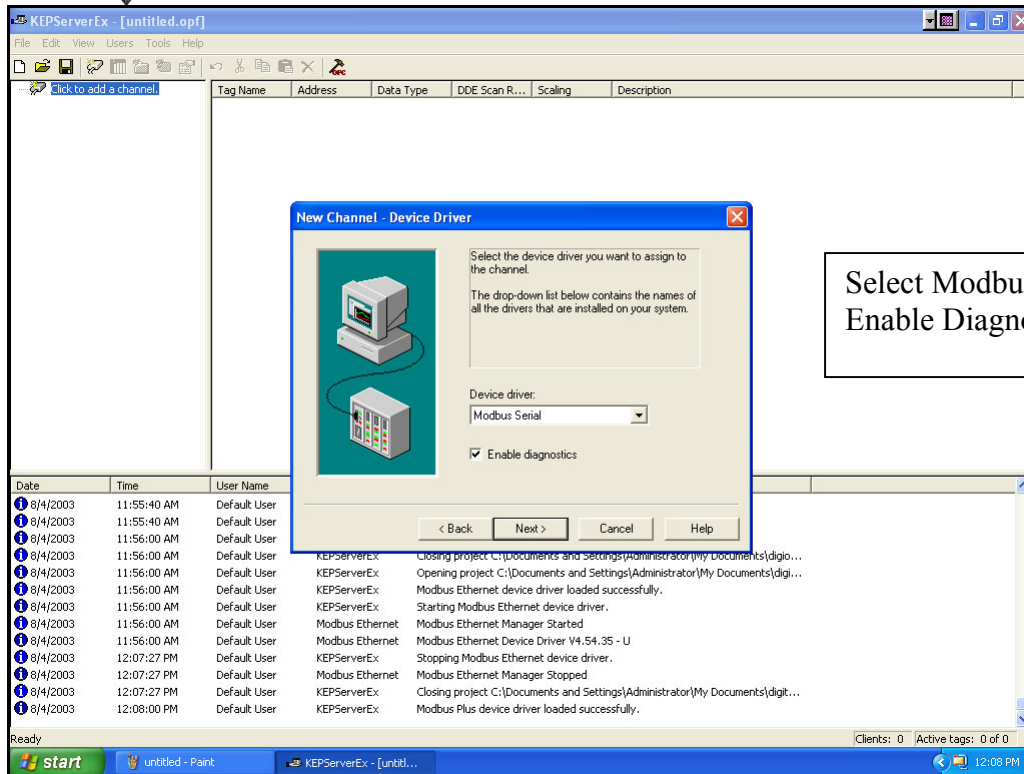 KEPServerEx - [untitled.opf]
File Edit View Users Tools Help
OPC
Click to add a channel.
Tag Name Address Data Type DDE Scan R... Scaling Description
New Channel - Device Driver
Select the device driver you want to assign to
the channel.
The drop-down list below contains the names of
all the drivers that are installed on your system.
Device driver:
Modbus Serial
Enable diagnostics
< Back Next > Cancel Help
Select Modbu
Enable Diagn
Date Time User Name
8/4/2003 11:55:40 AM Default User
8/4/2003 11:55:40 AM Default User
8/4/2003 11:56:00 AM Default User
8/4/2003 11:56:00 AM Default User KEPServerEx Closing project C:\Documents and Settings\Administrator\My Documents\digio...
8/4/2003 11:56:00 AM Default User KEPServerEx Opening project C:\Documents and Settings\Administrator\My Documents\digi...
8/4/2003 11:56:00 AM Default User KEPServerEx Modbus Ethernet device driver loaded successfully.
8/4/2003 11:56:00 AM Default User KEPServerEx Starting Modbus Ethernet device driver.
8/4/2003 11:56:00 AM Default User Modbus Ethernet Modbus Ethernet Manager Started
8/4/2003 11:56:00 AM Default User Modbus Ethernet Modbus Ethernet Device Driver V4.54.35 - U
8/4/2003 12:07:27 PM Default User KEPServerEx Stopping Modbus Ethernet device driver.
8/4/2003 12:07:27 PM Default User Modbus Ethernet Modbus Ethernet Manager Stopped
8/4/2003 12:07:27 PM Default User KEPServerEx Closing project C:\Documents and Settings\Administrator\My Documents\digit...
8/4/2003 12:08:00 PM Default User KEPServerEx Modbus Plus device driver loaded successfully.
Ready Clients: 0 Active tags: 0 of 0
start untitled - Paint KEPServerEx - [untitl... 12:08 PM